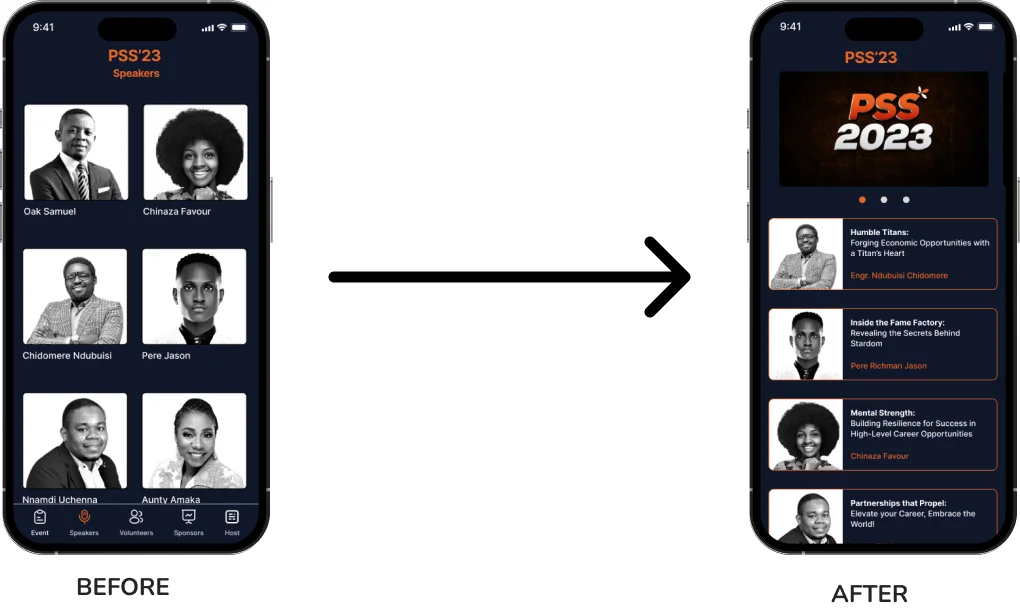 9:41
PSS'23
Speakers
Oak Samuel
Chinaza Favour
Chidomere Ndubuisi
Pere Jason
Nnamdi Uchenna
Aunty Amaka
Event
Speakers
Volunteers
Sponsors
Host
BEFORE
9:41
PSS'23
PSS
2023
Humble Titans:
Forging Economic Opportunities with
a Titan's Heart
Engr. Ndubuisi Chidomere
Inside the Fame Factory:
Revealing the Secrets Behind
Stardom
Pere Richman Jason
Mental Strength:
Building Resilience for Success in
High-Level Career Opportunities
Chinaza Favour
Partnerships that Propel:
Elevate your Career, Embrace the
World!
AFTER